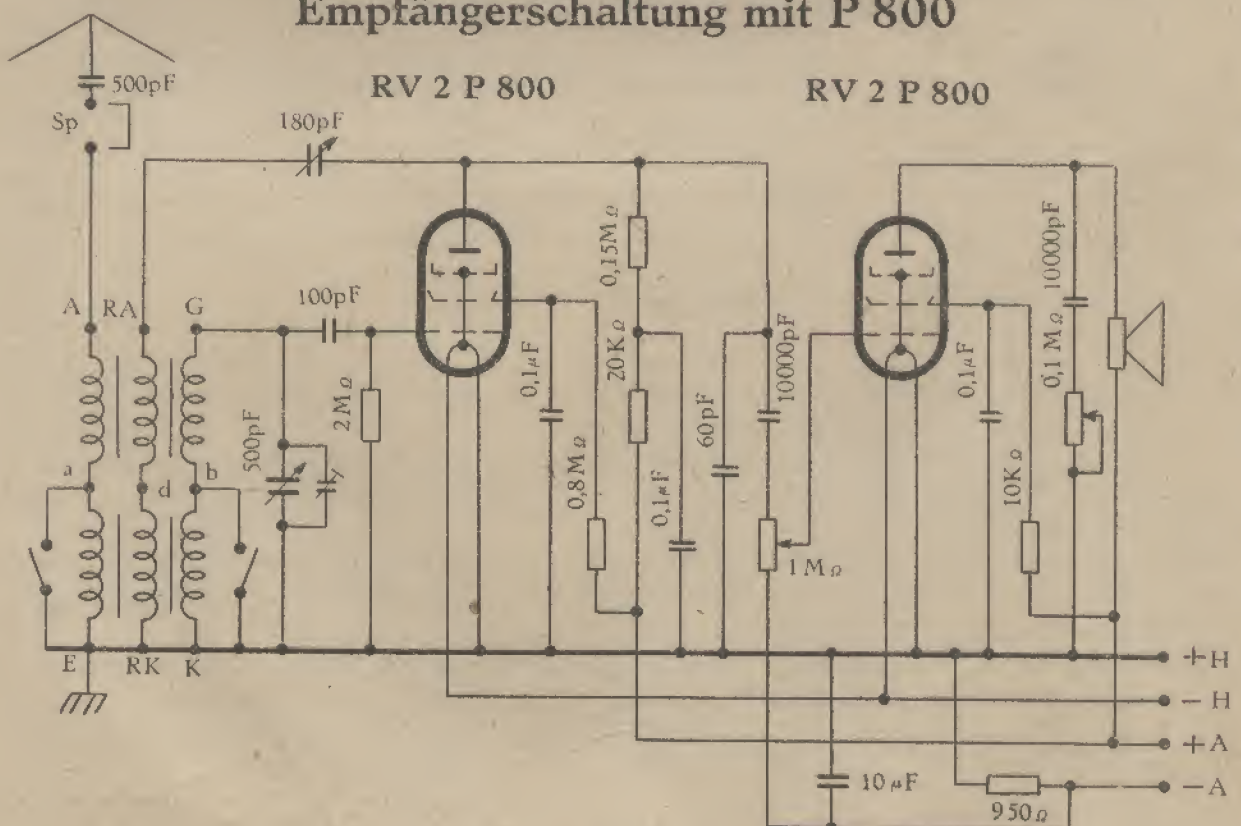 Empfängerschaltung mit P 800
RV 2 P 800
RV 2 P 800
500pF
Sp
180pF
A
RA
G
100pF
2MΩ
500pF
a
d
b
E
RK
K
0,1µF
0,8MΩ
0,15MΩ
20KΩ
0,1µF
60pF
10000pF
1MΩ
0,1µF
10KΩ
10000pF
0,1MΩ
+H
-H
+A
-A
10µF
950Ω